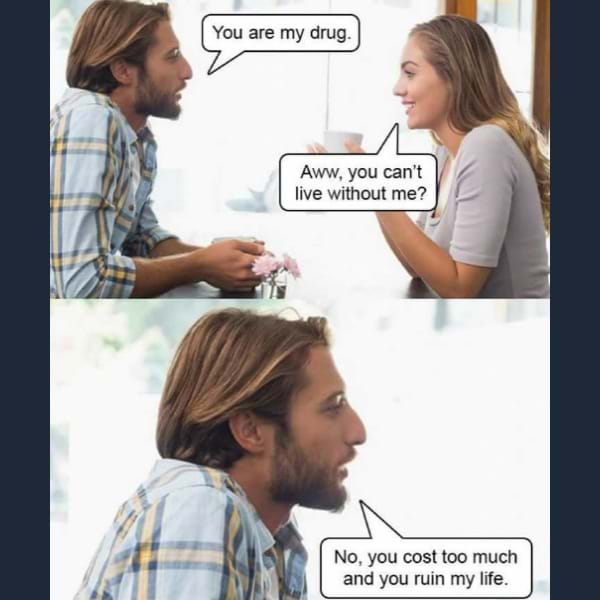 You are my drug.
Aww, you can't
live without me?
No, you cost too much
and you ruin my life.